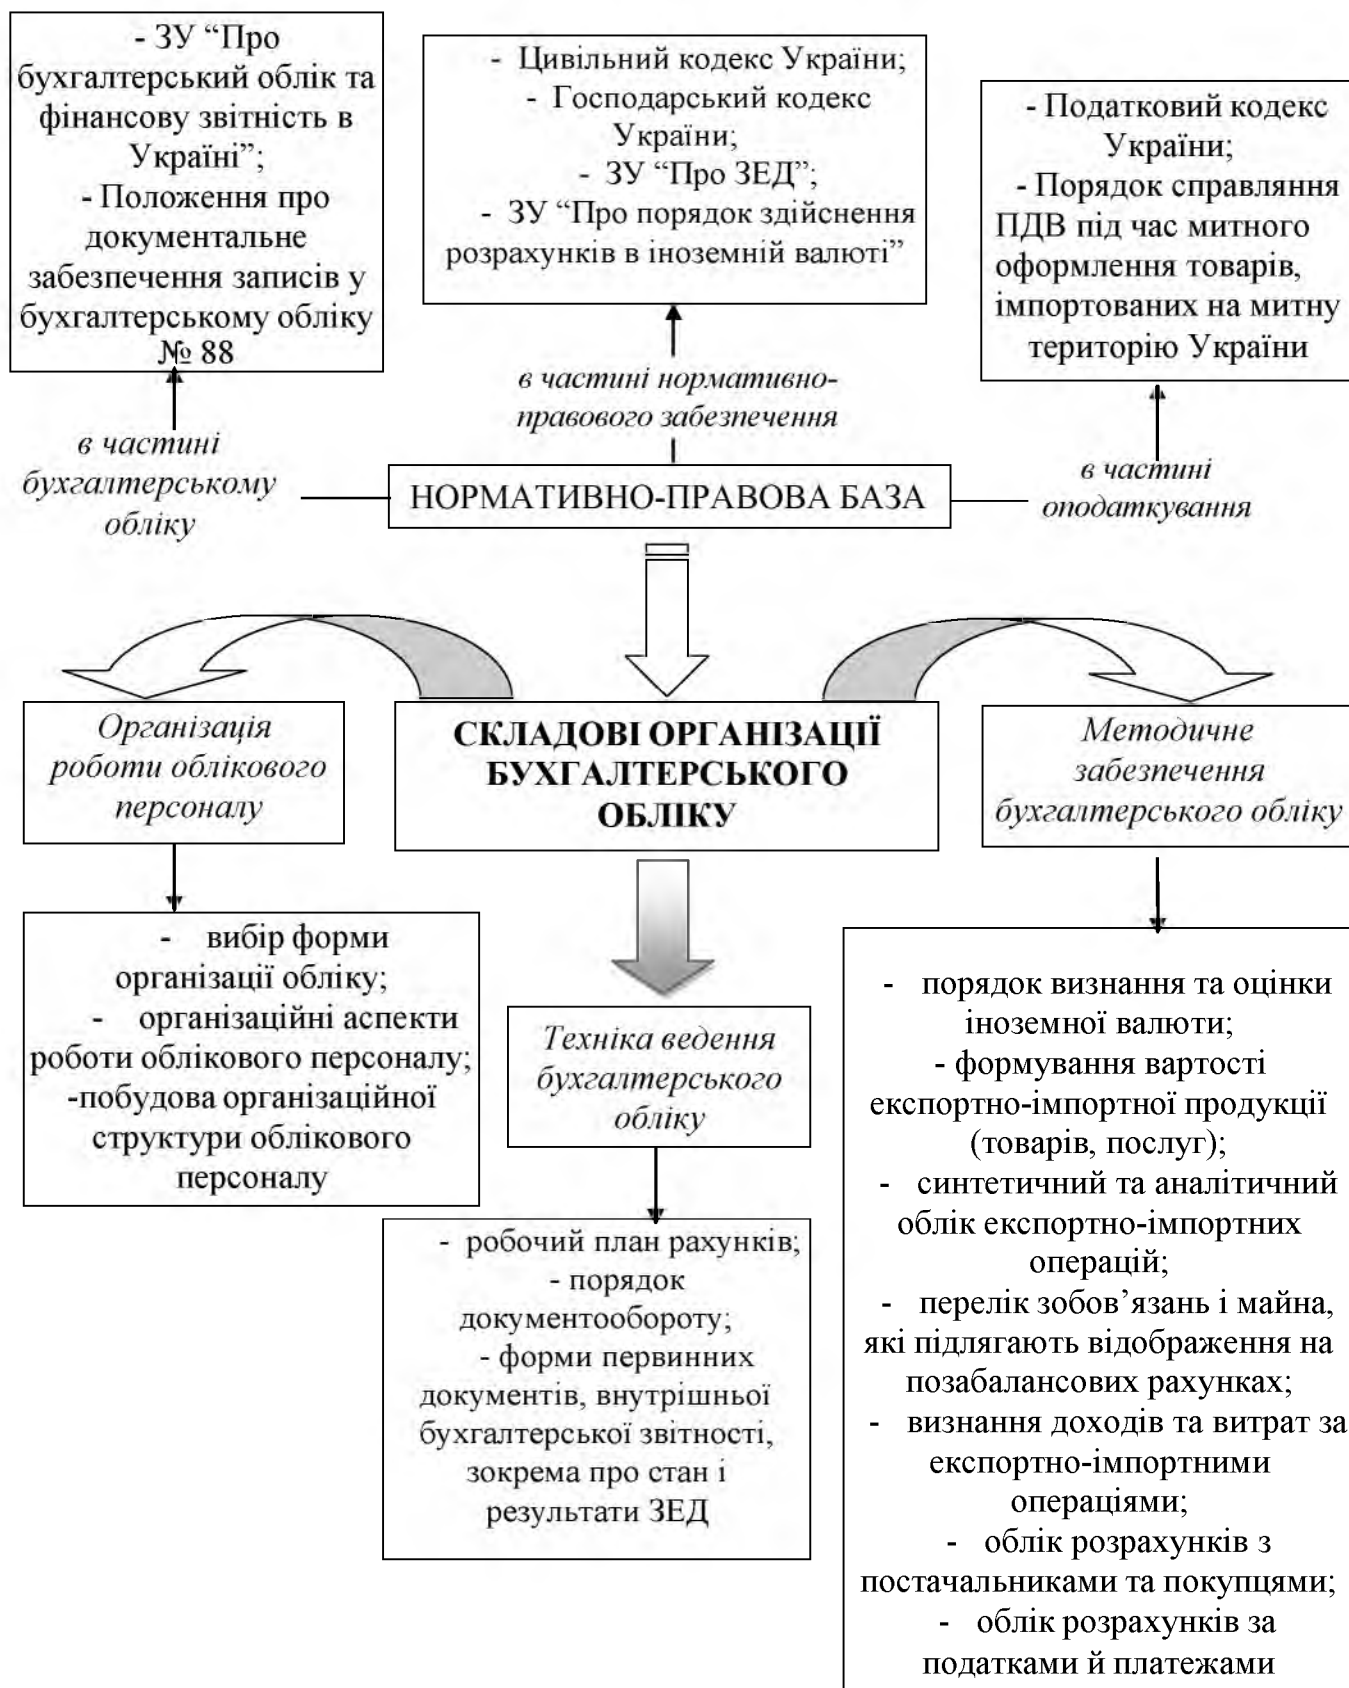 - ЗУ “Про
бухгалтерський облік та
фінансову звітність в
Україні”;
- Положення про
документальне
забезпечення записів у
бухгалтерському обліку
№ 88
- Цивільний кодекс України;
- Господарський кодекс
України;
- ЗУ “Про ЗЕД”;
- ЗУ “Про порядок здійснення
розрахунків в іноземній валюті”
- Податковий кодекс
України;
- Порядок справляння
ПДВ під час митного
оформлення товарів,
імпортованих на митну
територію України
в частині
бухгалтерському
обліку
в частині нормативно-
правового забезпечення
в частині
оподаткування
НОРМАТИВНО-ПРАВОВА БАЗА
Організація
роботи облікового
персоналу
СКЛАДОВІ ОРГАНІЗАЦІЇ
БУХГАЛТЕРСЬКОГО
ОБЛІКУ
Методичне
забезпечення
бухгалтерського обліку
- вибір форми
організації обліку;
- організаційні аспекти
роботи облікового персоналу;
-побудова організаційної
структури облікового
персоналу
Техніка ведення
бухгалтерського
обліку
- робочий план рахунків;
- порядок
документообороту;
- форми первинних
документів, внутрішньої
бухгалтерської звітності,
зокрема про стан і
результати ЗЕД
- порядок визнання та оцінки
іноземної валюти;
- формування вартості
експортно-імпортної продукції
(товарів, послуг);
- синтетичний та аналітичний
облік експортно-імпортних
операцій;
- перелік зобов’язань і майна,
які підлягають відображення на
позабалансових рахунках;
- визнання доходів та витрат за
експортно-імпортними
операціями;
- облік розрахунків з
постачальниками та покупцями;
- облік розрахунків за
податками й платежами